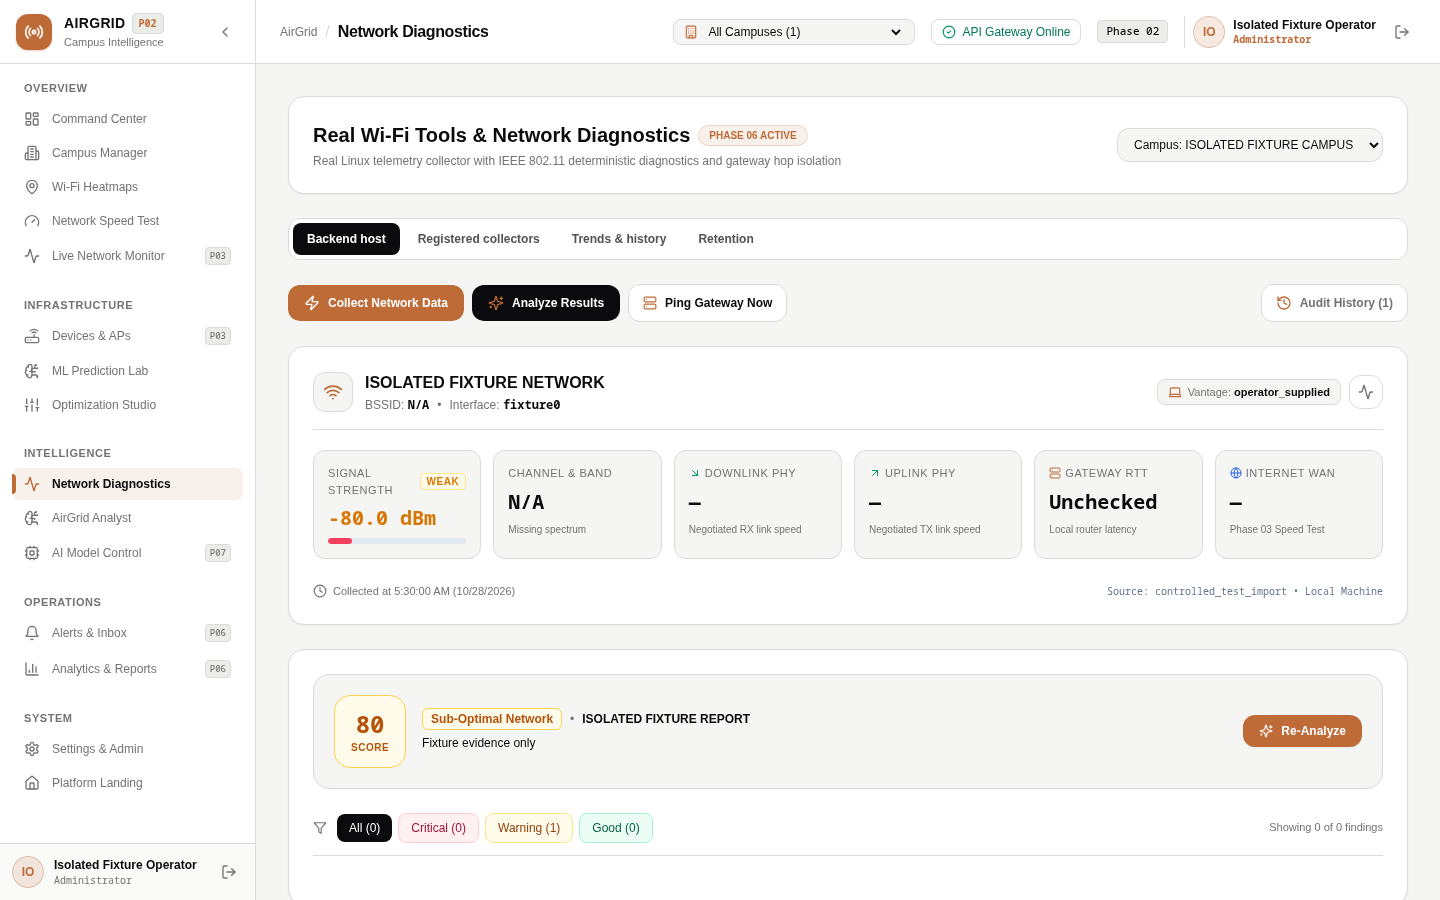 AIRGRID P02
Campus Intelligence
OVERVIEW
Command Center
Campus Manager
Wi-Fi Heatmaps
Network Speed Test
Live Network Monitor P03
INFRASTRUCTURE
Devices & APs P03
ML Prediction Lab
Optimization Studio
INTELLIGENCE
Network Diagnostics
AirGrid Analyst
AI Model Control P07
OPERATIONS
Alerts & Inbox P06
Analytics & Reports P06
SYSTEM
Settings & Admin
Platform Landing
IO Isolated Fixture Operator
Administrator
AirGrid / Network Diagnostics
All Campuses (1)
API Gateway Online
Phase 02
IO Isolated Fixture Operator
Administrator
Real Wi-Fi Tools & Network Diagnostics PHASE 06 ACTIVE
Real Linux telemetry collector with IEEE 802.11 deterministic diagnostics and gateway hop isolation
Campus: ISOLATED FIXTURE CAMPUS
Backend host Registered collectors Trends & history Retention
Collect Network Data Analyze Results Ping Gateway Now Audit History (1)
ISOLATED FIXTURE NETWORK
BSSID: N/A • Interface: fixture0
Vantage: operator_supplied
SIGNAL STRENGTH WEAK
-80.0 dBm
CHANNEL & BAND
N/A
Missing spectrum
DOWNLINK PHY
—
Negotiated RX link speed
UPLINK PHY
—
Negotiated TX link speed
GATEWAY RTT
Unchecked
Local router latency
INTERNET WAN
—
Phase 03 Speed Test
Collected at 5:30:00 AM (10/28/2026)
Source: controlled_test_import • Local Machine
80
SCORE
Sub-Optimal Network • ISOLATED FIXTURE REPORT
Fixture evidence only
Re-Analyze
All (0) Critical (0) Warning (1) Good (0)
Showing 0 of 0 findings